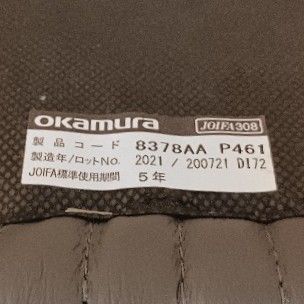 okamura JOIFA308
製品コード 8378AA P461
製造年/ロットNo. 2021 / 200721 D172
JOIFA標準使用期間 5年